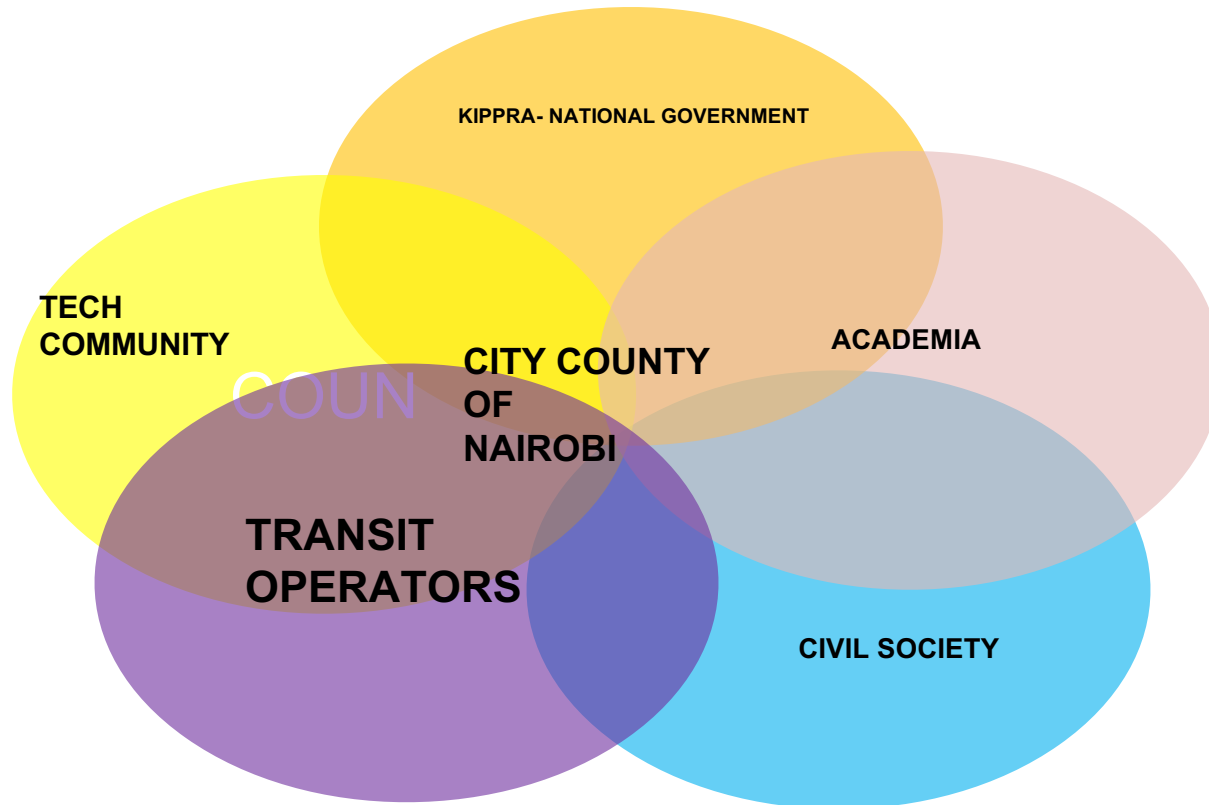 KIPPRA- NATIONAL GOVERNMENT
TECH
COMMUNITY
ACADEMIA
CITY COUNTY
OF
NAIROBI
COUN
TRANSIT
OPERATORS
CIVIL SOCIETY